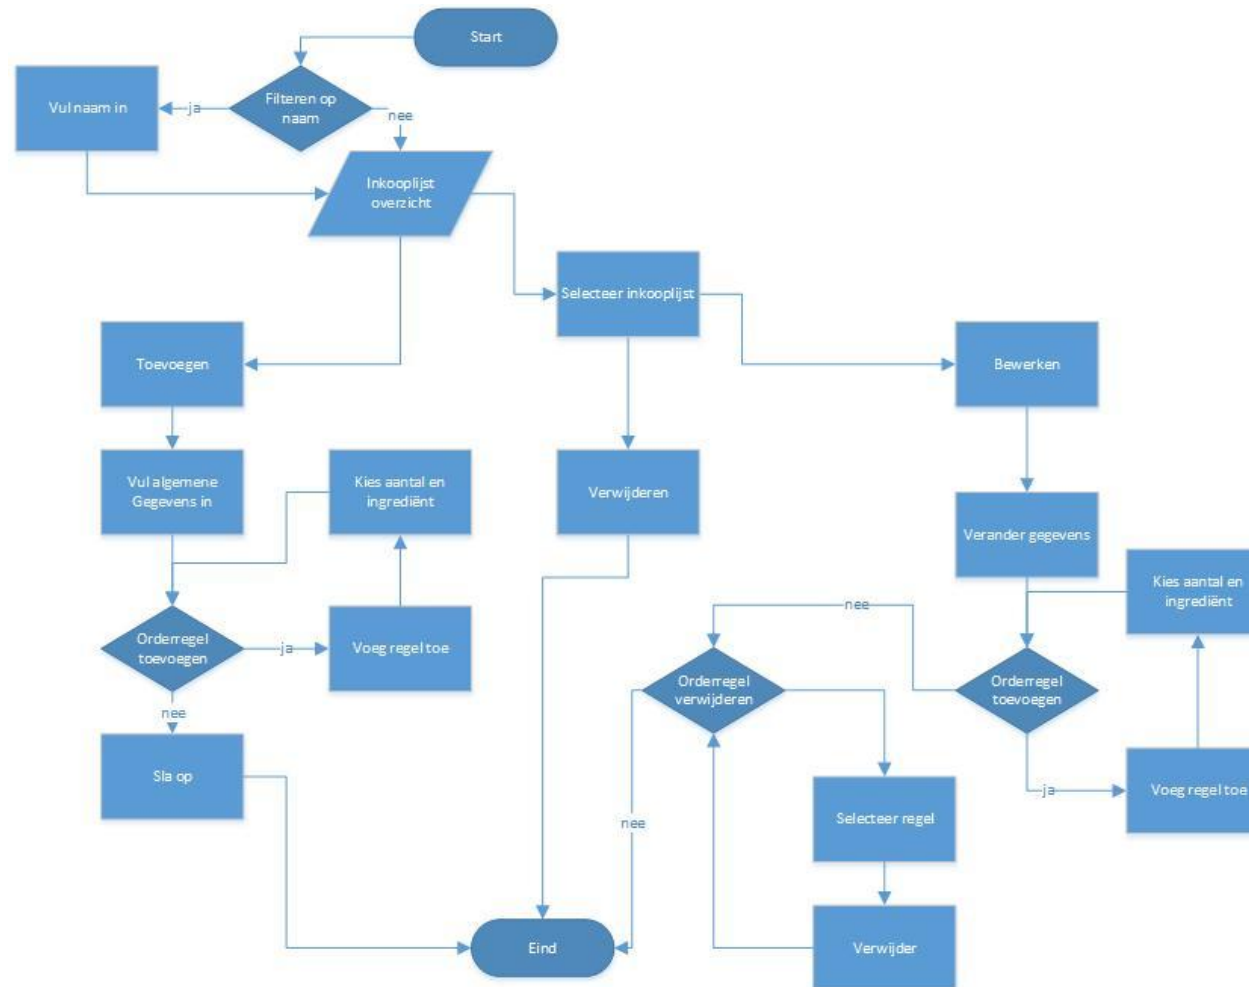 Start
Filteren op
naam
Vul naam in
ja
nee
Inkooplijst
overzicht
Selecteer inkooplijst
Toevoegen
Bewerken
Vul algemene
Gegevens in
Kies aantal en
ingrediënt
Verwijderen
Verander gegevens
Kies aantal en
ingrediënt
nee
Orderregel
toevoegen
ja
Voeg regel toe
Orderregel
verwijderen
Orderregel
toevoegen
nee
Sla op
ja
Voeg regel toe
Selecteer regel
nee
Eind
Verwijder